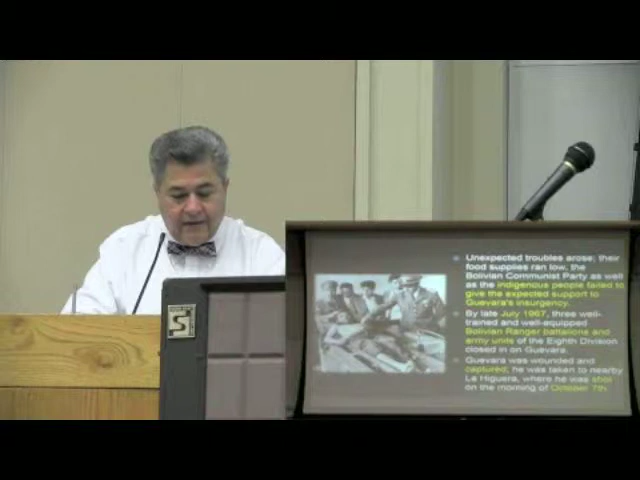 Unexpected troubles arose: their
food supplies ran low, the
Bolivian Communist Party as well
as the indigenous people failed to
give the expected support to
Guevara's insurgency.
By late July 1967, three well-
trained and well-equipped
Bolivian Ranger battalions and
army units of the Eighth Division
closed in on Guevara.
Guevara was wounded and
captured; he was taken to nearby
La Higuera, where he was shot
on the morning of October 7th.
S